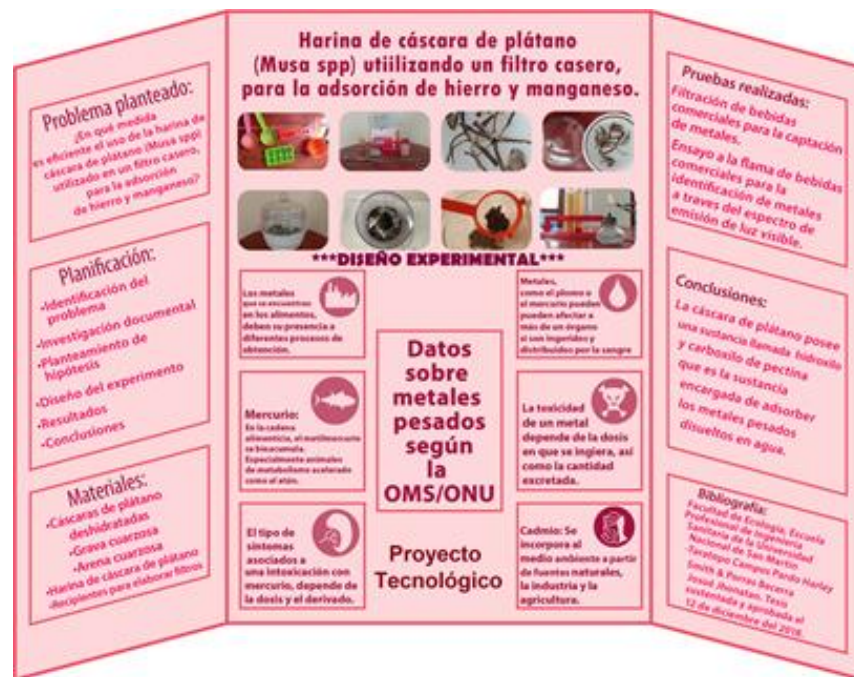 Problema planteado:
¿En qué medida
es eficiente el uso de la harina de
cáscara de plátano (Musa spp)
utilizado en un filtro casero,
para la adsorción
de hierro y manganeso?
Planificación:
•Identificación del
problema
•Investigación documental
•Planteamiento de
hipótesis
•Diseño del experimento
•Resultados
•Conclusiones
Materiales:
•Cáscaras de plátano
deshidratadas
•Grava cuarzosa
•Arena cuarzosa
•Harina de cáscara de plátano
•Recipientes para elaborar filtros
Harina de cáscara de plátano
(Musa spp) utiilizando un filtro casero,
para la adsorción de hierro y manganeso.
***DISEÑO EXPERIMENTAL***
Los metales
que se encuentran
en los alimentos,
deben su presencia a
diferentes procesos de
obtención.
Mercurio:
En la cadena
alimenticia, el metilmercurio
se bioacumula.
Especialmente animales
de metabolismo acelerado
como el atún.
El tipo de
síntomas
asociados a
una intoxicación con
mercurio, depende de
la dosis y el derivado.
Datos
sobre
metales
pesados
según
la
OMS/ONU
Proyecto
Tecnológico
Metales,
como el plomo o
el mercurio pueden
pueden afectar a
más de un órgano
si son ingeridos y
distribuidos por la sangre
La toxicidad
de un metal
depende de la dosis
en que se ingiera, así
como la cantidad
excretada.
Cadmio: Se
incorpora al
medio ambiente a partir
de fuentes naturales,
la industria y la
agricultura.
Pruebas realizadas:
Filtración de bebidas
comerciales para la captación
de metales.
Ensayo a la flama de bebidas
comerciales para la
identificación de metales
a través del espectro de
emisión de luz visible.
Conclusiones:
La cáscara de plátano posee
una sustancia llamada hidroxilo
y carboxilo de pectina
que es la sustancia
encargada de adsorber
los metales pesados
disueltos en agua.
Bibliografía:
Facultad de Ecología, Escuela
Profesional de Ingeniería
Sanitaria de la Universidad
Nacional de San Martín
-Tarapoto Campos Pardo Harley
Smith & Porras Becerra
Josué Jhonatan. Tesis
sustentada y aprobada el
12 de diciembre del 2018.